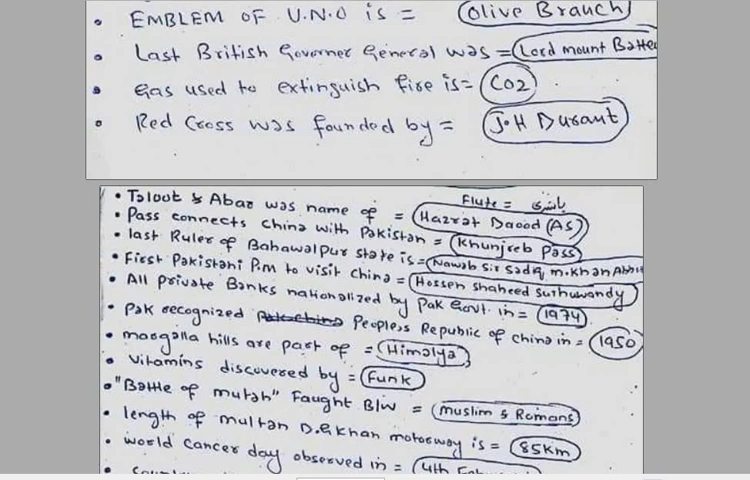 • EMBLEM OF U.N.O is = Olive Branch
• Last British Governer General was = Lord mount Batte
• Gas used to extinguish fire is= CO2
• Red Cross was founded by = J.H Durant
Flute = بانسری
• Taloot & Abar was name of = Hazrat Daood (AS)
• Pass connects China with Pakistan = Khunjreb Pass
• last Ruler of Bahawalpur state is = Nawab Sir Sadiq m.khan Abbas
• First Pakistani P.m to visit china = Hossen Shaheed Surhuwandy
• All private Banks nationalized by Pak Govt. in = 1974
• Pak recognized Peoples Republic of china in = 1950
• margalla hills are part of = Himalya
• vitamins discovered by = Funk
• "Battle of mutah" Faught B/w = muslim & Romans
• length of multan D.G khan motorway is = 85km
• world cancer day observed in = 4th